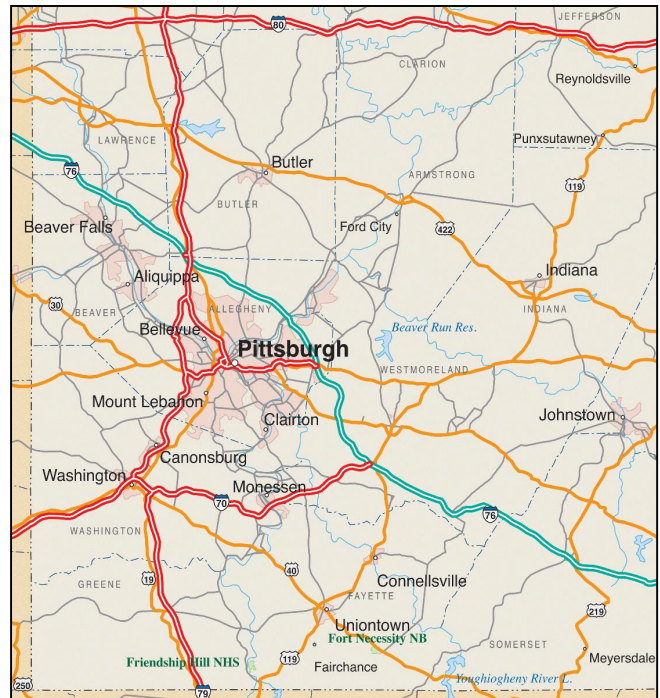 JEFFERSON
80
CLARION
Reynoldsville
LAWRENCE
Punxsutawney
76
Butler
ARMSTRONG
119
BUTLER
Beaver Falls
Ford City
422
Aliquippa
Indiana
30
BEAVER
ALLEGHENY
INDIANA
Bellevue
Beaver Run Res.
Pittsburgh
WESTMORELAND
Mount Lebanon
Clairton
Johnstown
Canonsburg
Washington
Monessen
70
76
WASHINGTON
40
19
GREENE
Connellsville
FAYETTE
219
Uniontown
Fort Necessity NB
SOMERSET
Friendship Hill NHS
119
Fairchance
Meyersdale
250
79
Youghiogheny River L.